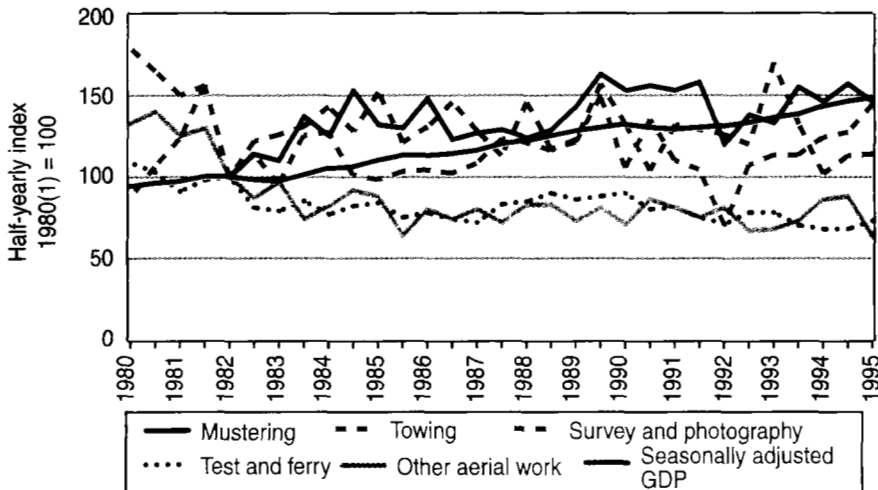 200
150
100
50
0
Half-yearly index
1980(1) = 100
1980
1981
1982
1983
1984
1985
1986
1987
1988
1989
1990
1991
1992
1993
1994
1995
Mustering
Towing
Survey and photography
Test and ferry
Other aerial work
Seasonally adjusted
GDP